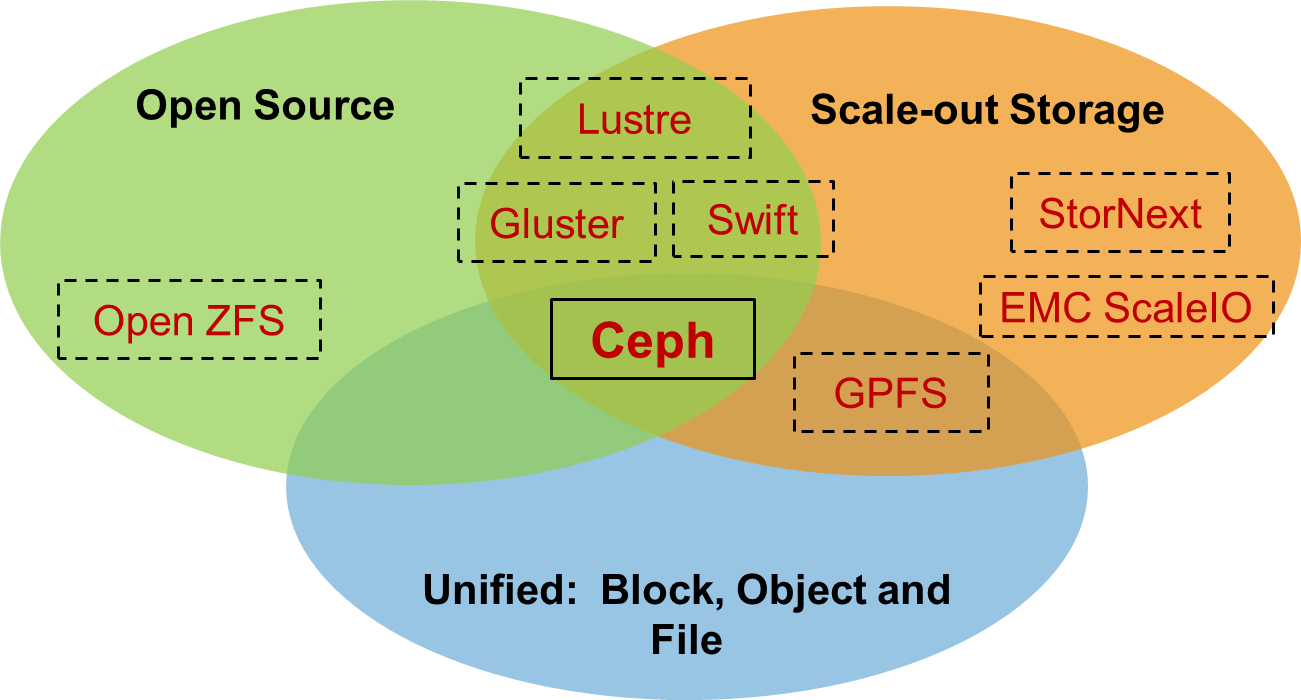 Open Source
Scale-out Storage
Lustre
Gluster
Swift
StorNext
Open ZFS
EMC ScaleIO
Ceph
GPFS
Unified:  Block, Object and
File